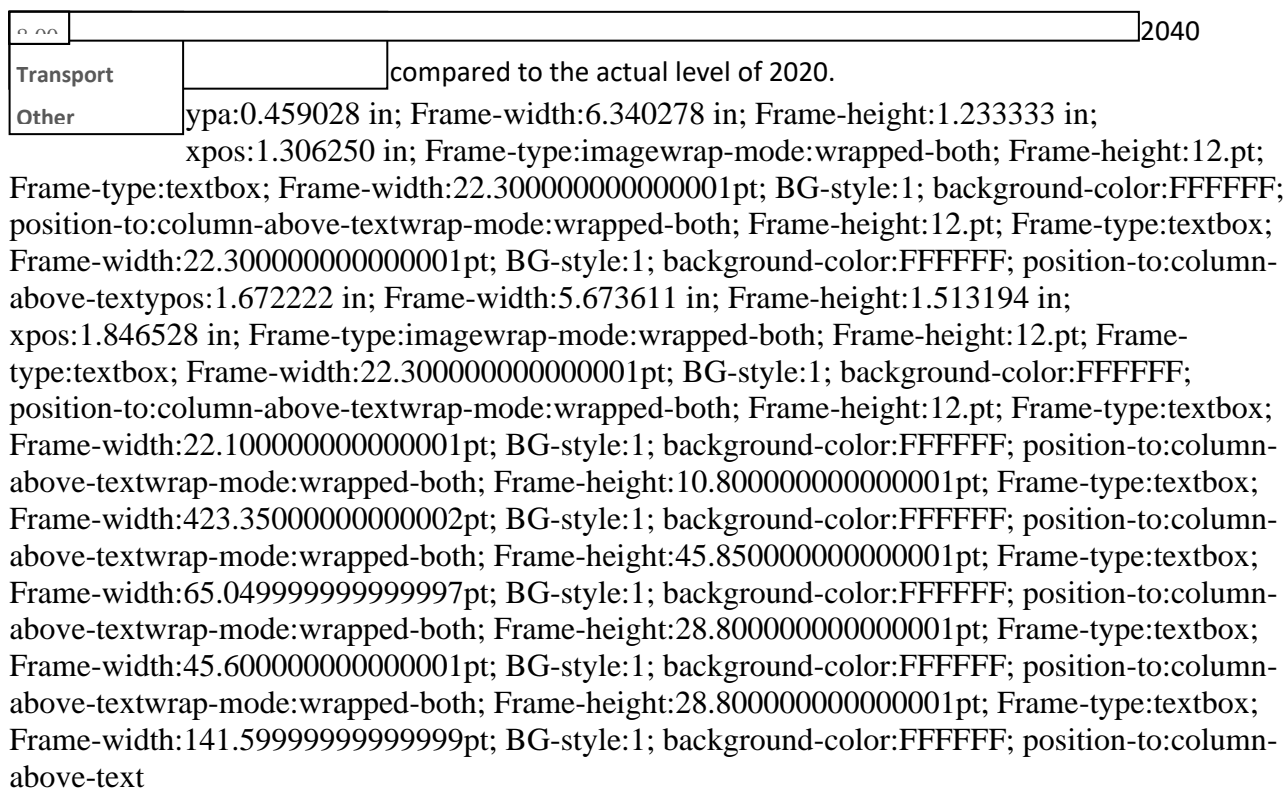 2040
Transport compared to the actual level of 2020.
Other ypa:0.459028 in; Frame-width:6.340278 in; Frame-height:1.233333 in;
xpos:1.306250 in; Frame-type:imagewrap-mode:wrapped-both; Frame-height:12.pt;
Frame-type:textbox; Frame-width:22.300000000000001pt; BG-style:1; background-color:FFFFFF;
position-to:column-above-textwrap-mode:wrapped-both; Frame-height:12.pt; Frame-type:textbox;
Frame-width:22.300000000000001pt; BG-style:1; background-color:FFFFFF; position-to:column-
above-textypos:1.672222 in; Frame-width:5.673611 in; Frame-height:1.513194 in;
xpos:1.846528 in; Frame-type:imagewrap-mode:wrapped-both; Frame-height:12.pt; Frame-
type:textbox; Frame-width:22.300000000000001pt; BG-style:1; background-color:FFFFFF;
position-to:column-above-textwrap-mode:wrapped-both; Frame-height:12.pt; Frame-type:textbox;
Frame-width:22.100000000000001pt; BG-style:1; background-color:FFFFFF; position-to:column-
above-textwrap-mode:wrapped-both; Frame-height:10.800000000000001pt; Frame-type:textbox;
Frame-width:423.35000000000002pt; BG-style:1; background-color:FFFFFF; position-to:column-
above-textwrap-mode:wrapped-both; Frame-height:45.850000000000001pt; Frame-type:textbox;
Frame-width:65.049999999999997pt; BG-style:1; background-color:FFFFFF; position-to:column-
above-textwrap-mode:wrapped-both; Frame-height:28.800000000000001pt; Frame-type:textbox;
Frame-width:45.600000000000001pt; BG-style:1; background-color:FFFFFF; position-to:column-
above-textwrap-mode:wrapped-both; Frame-height:28.800000000000001pt; Frame-type:textbox;
Frame-width:141.59999999999999pt; BG-style:1; background-color:FFFFFF; position-to:column-
above-text